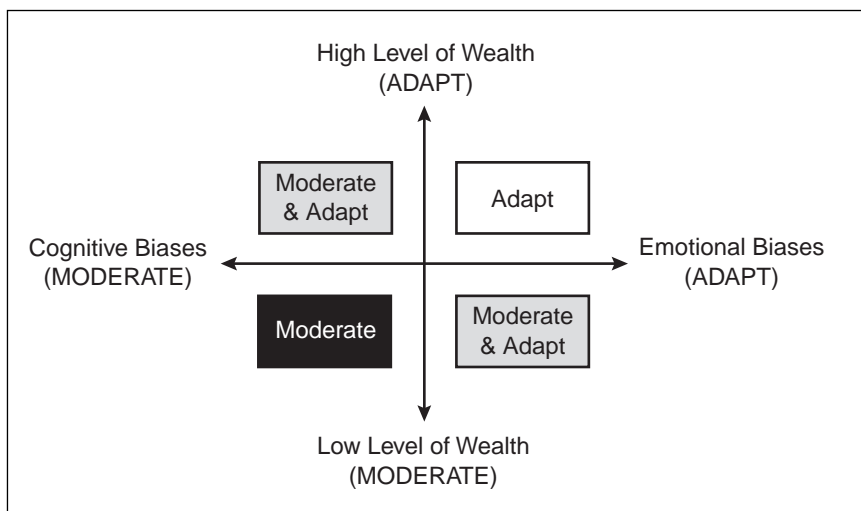 High Level of Wealth
(ADAPT)
Moderate
& Adapt
Adapt
Cognitive Biases
(MODERATE)
Emotional Biases
(ADAPT)
Moderate
Moderate
& Adapt
Low Level of Wealth
(MODERATE)